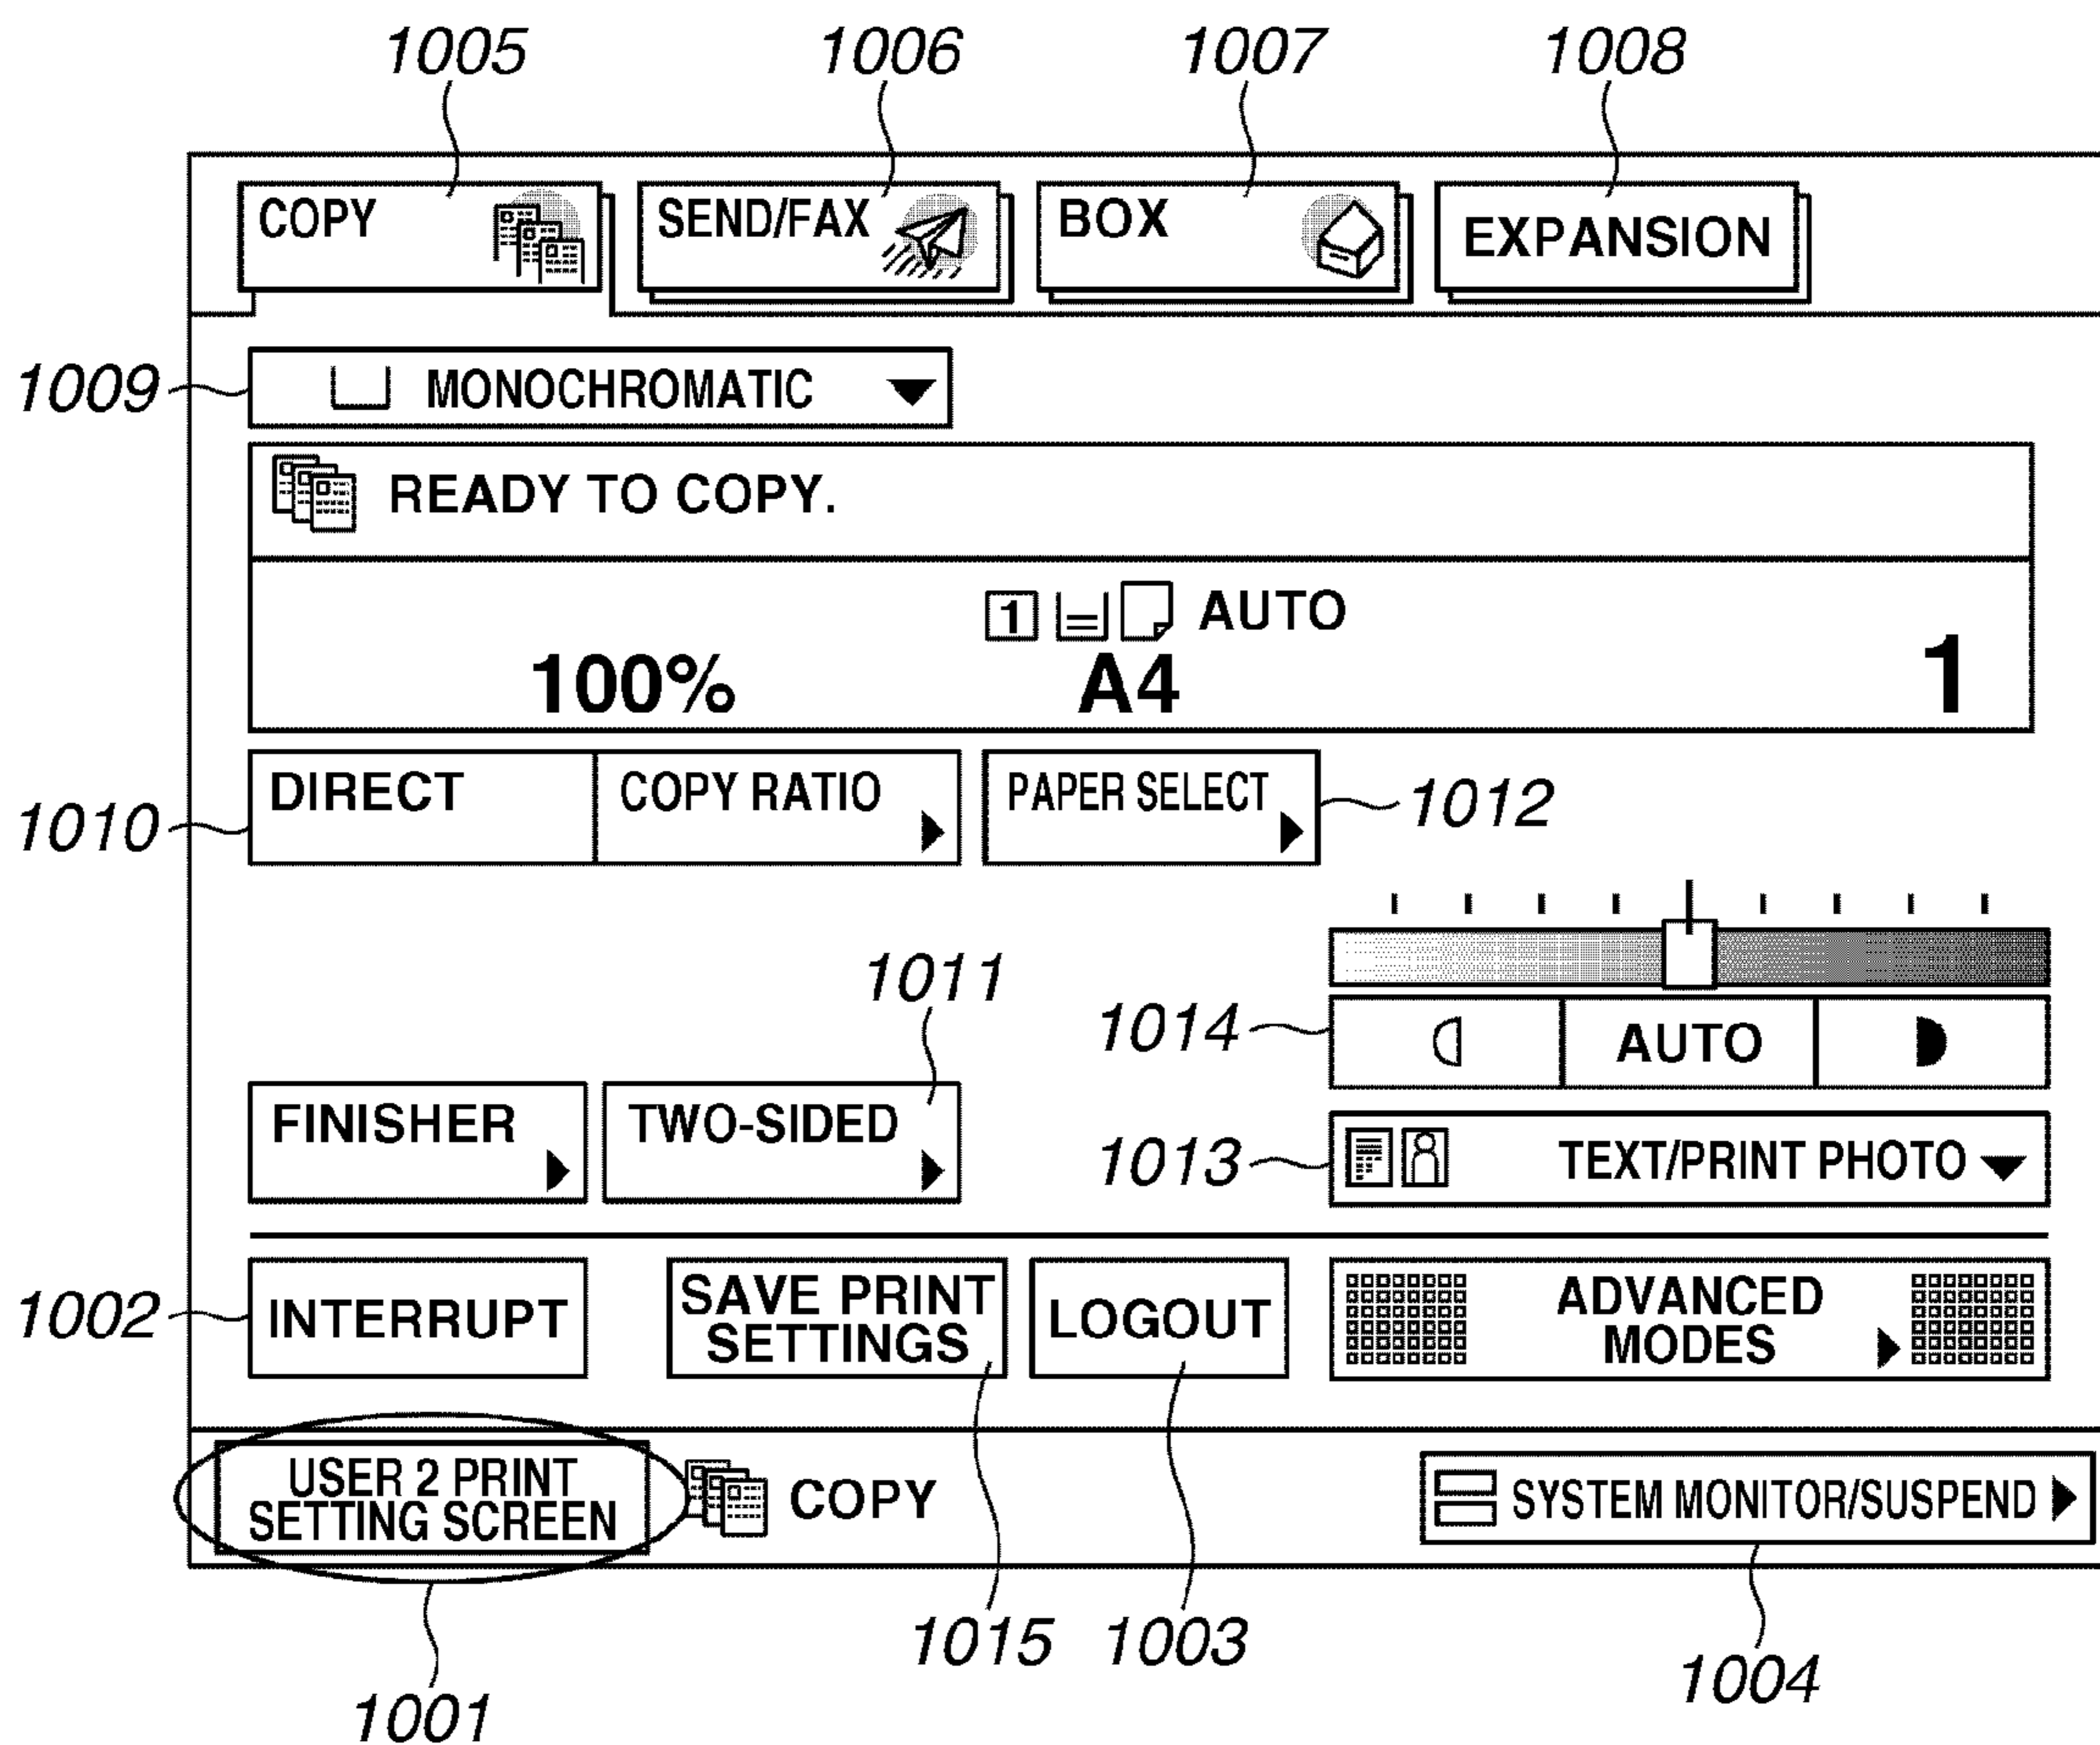 1005 1006 1007 1008
COPY SEND/FAX BOX EXPANSION
1009 MONOCHROMATIC
READY TO COPY.
1 AUTO
100% A4 1
DIRECT COPY RATIO PAPER SELECT 1012
1010
1011
1014 AUTO
FINISHER TWO-SIDED
1013 TEXT/PRINT PHOTO
1002 INTERRUPT
SAVE PRINT
SETTINGS
LOGOUT
ADVANCED
MODES
USER 2 PRINT
SETTING SCREEN
COPY
SYSTEM MONITOR/SUSPEND
1015 1003 1004
1001